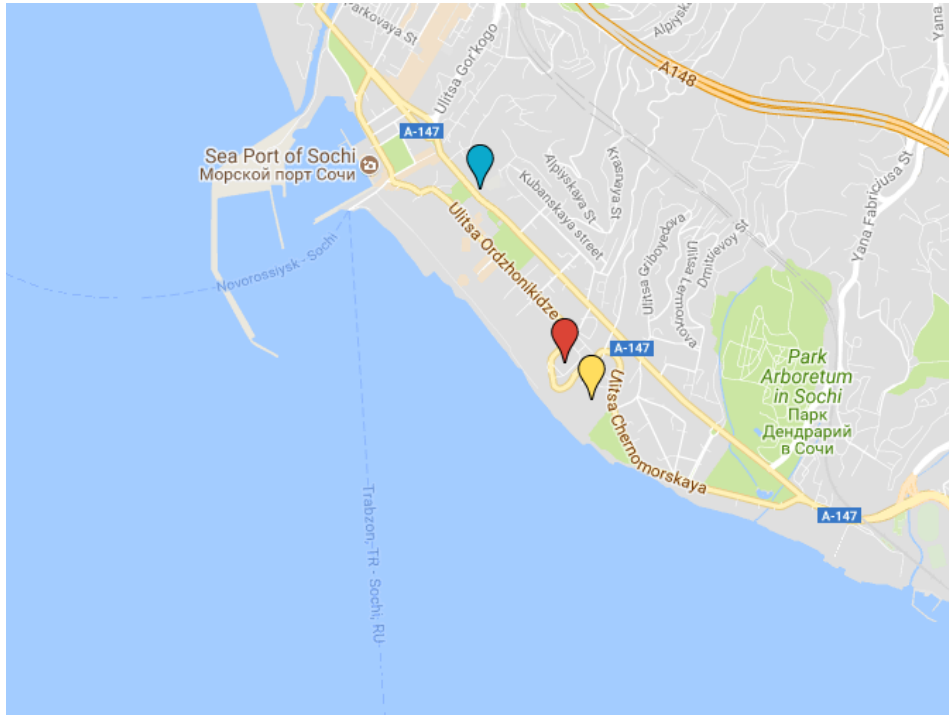 Parkovaya St
Ulitsa Gor'kogo
Alpiyska
Yana
A148
A-147
Sea Port of Sochi
Морской порт Сочи
Alpiyskaya St
Krasnaya St
Kubanskaya street
Yana Fabriciusa St
Ulitsa Ordzhonikidze
Ulitsa Griboyedova
Ulitsa Lermontova
Dmitrievoy St
Novorossiysk - Sochi
A-147
Park
Arboretum
in Sochi
Парк
Дендрарий
в Сочи
Ulitsa Chernomorskaya
A-147
Trabzon, TR - Sochi, RU